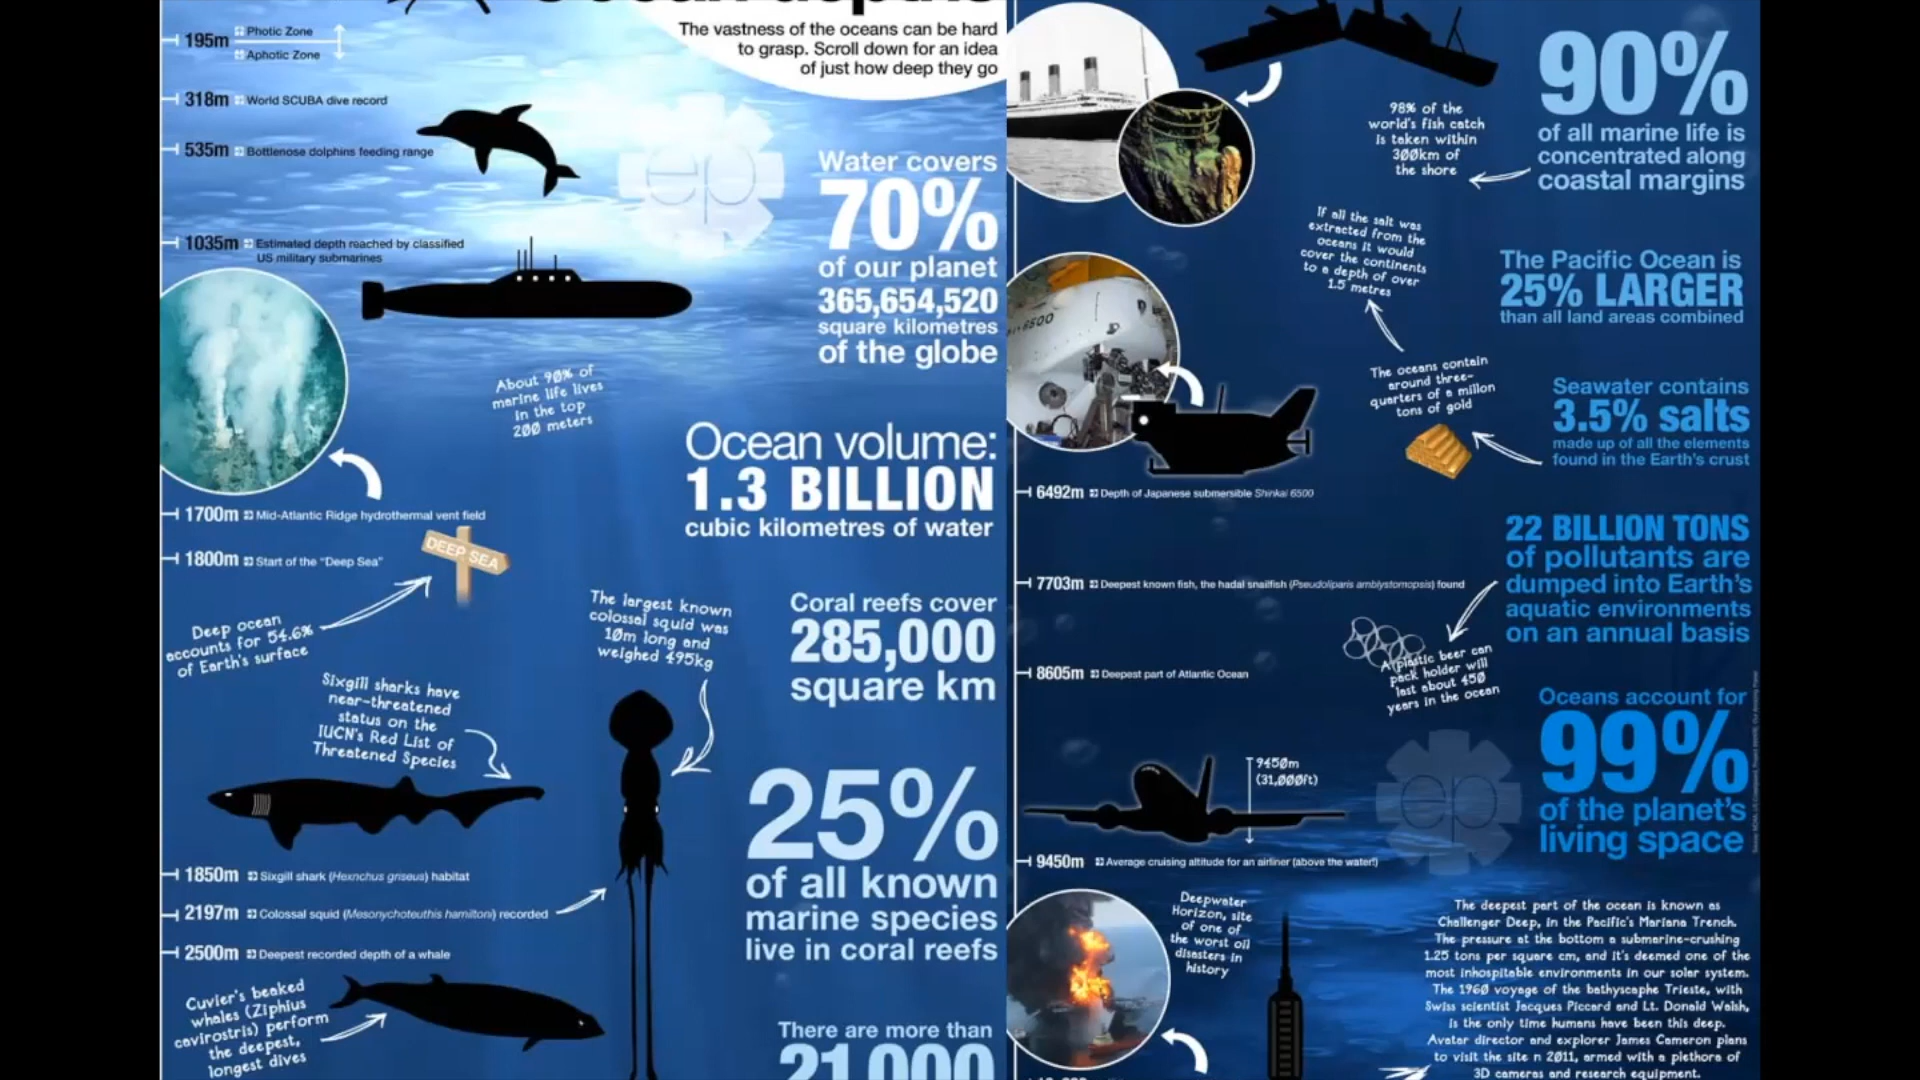 Ocean depths
The vastness of the oceans can be hard
to grasp. Scroll down for an idea
of just how deep they go
195m Photic Zone
Aphotic Zone
318m World SCUBA dive record
535m Bottlenose dolphins feeding range
Water covers
70%
of our planet
365,654,520
square kilometres
of the globe
ep
1035m Estimated depth reached by classified
US military submarines
About 90% of
marine life lives
in the top
200 meters
Ocean volume:
1.3 BILLION
cubic kilometres of water
1700m Mid-Atlantic Ridge hydrothermal vent field
1800m Start of the "Deep Sea"
DEEP SEA
Deep ocean
accounts for 54.6%
of Earth's surface
The largest known
colossal squid was
10m long and
weighed 495kg
Coral reefs cover
285,000
square km
Sixgill sharks have
near-threatened
status on the
IUCN's Red List of
Threatened Species
25%
of all known
marine species
live in coral reefs
1850m Sixgill shark (Hexnchus griseus) habitat
2197m Colossal squid (Mesonychoteuthis hamiltoni) recorded
2500m Deepest recorded depth of a whale
Cuvier's beaked
whales (Ziphius
cavirostris) perform
the deepest,
longest dives
There are more than
21,000
90%
of all marine life is
concentrated along
coastal margins
98% of the
world's fish catch
is taken within
300km of
the shore
If all the salt was
extracted from the
oceans it would
cover the continents
to a depth of over
1.5 metres
The Pacific Ocean is
25% LARGER
than all land areas combined
6500
The oceans contain
around three-
quarters of a millon
tons of gold
Seawater contains
3.5% salts
made up of all the elements
found in the Earth's crust
6492m Depth of Japanese submersible Shinkai 6500
22 BILLION TONS
of pollutants are
dumped into Earth's
aquatic environments
on an annual basis
7703m Deepest known fish, the hadal snailfish (Pseudoliparis amblystomopsis) found
A plastic beer can
pack holder will
last about 450
years in the ocean
8605m Deepest part of Atlantic Ocean
Oceans account for
99%
of the planet's
living space
9450m
(31,000ft)
ep
9450m Average cruising altitude for an airliner (above the water!)
Deepwater
Horizon, site
of one of
the worst oil
disasters in
history
The deepest part of the ocean is known as
Challenger Deep, in the Pacific's Mariana Trench.
The pressure at the bottom a submarine-crushing
1.25 tons per square cm, and it's deemed one of the
most inhospitable environments in our solar system.
The 1960 voyage of the bathyscaphe Trieste, with
Swiss scientist Jacques Piccard and Lt. Donald Walsh,
is the only time humans have been this deep.
Avatar director and explorer James Cameron plans
to visit the site n 2011, armed with a plethora of
3D cameras and research equipment.